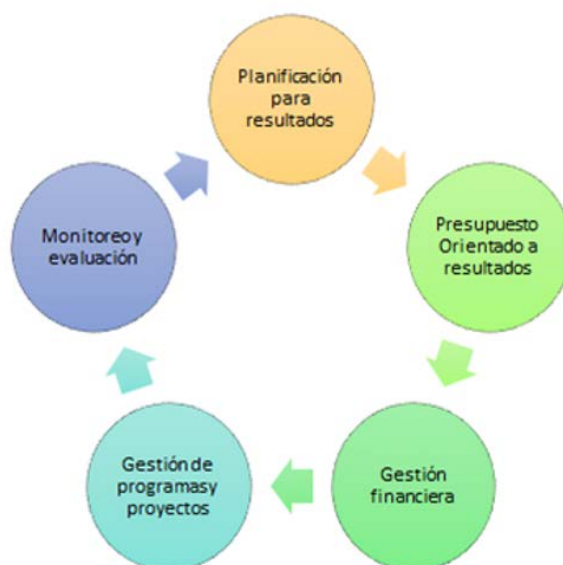 Planificación
para
resultados
Presupuesto
Orientado a
resultados
Gestión
financiera
Gestión de
programas y
proyectos
Monitoreo y
evaluación